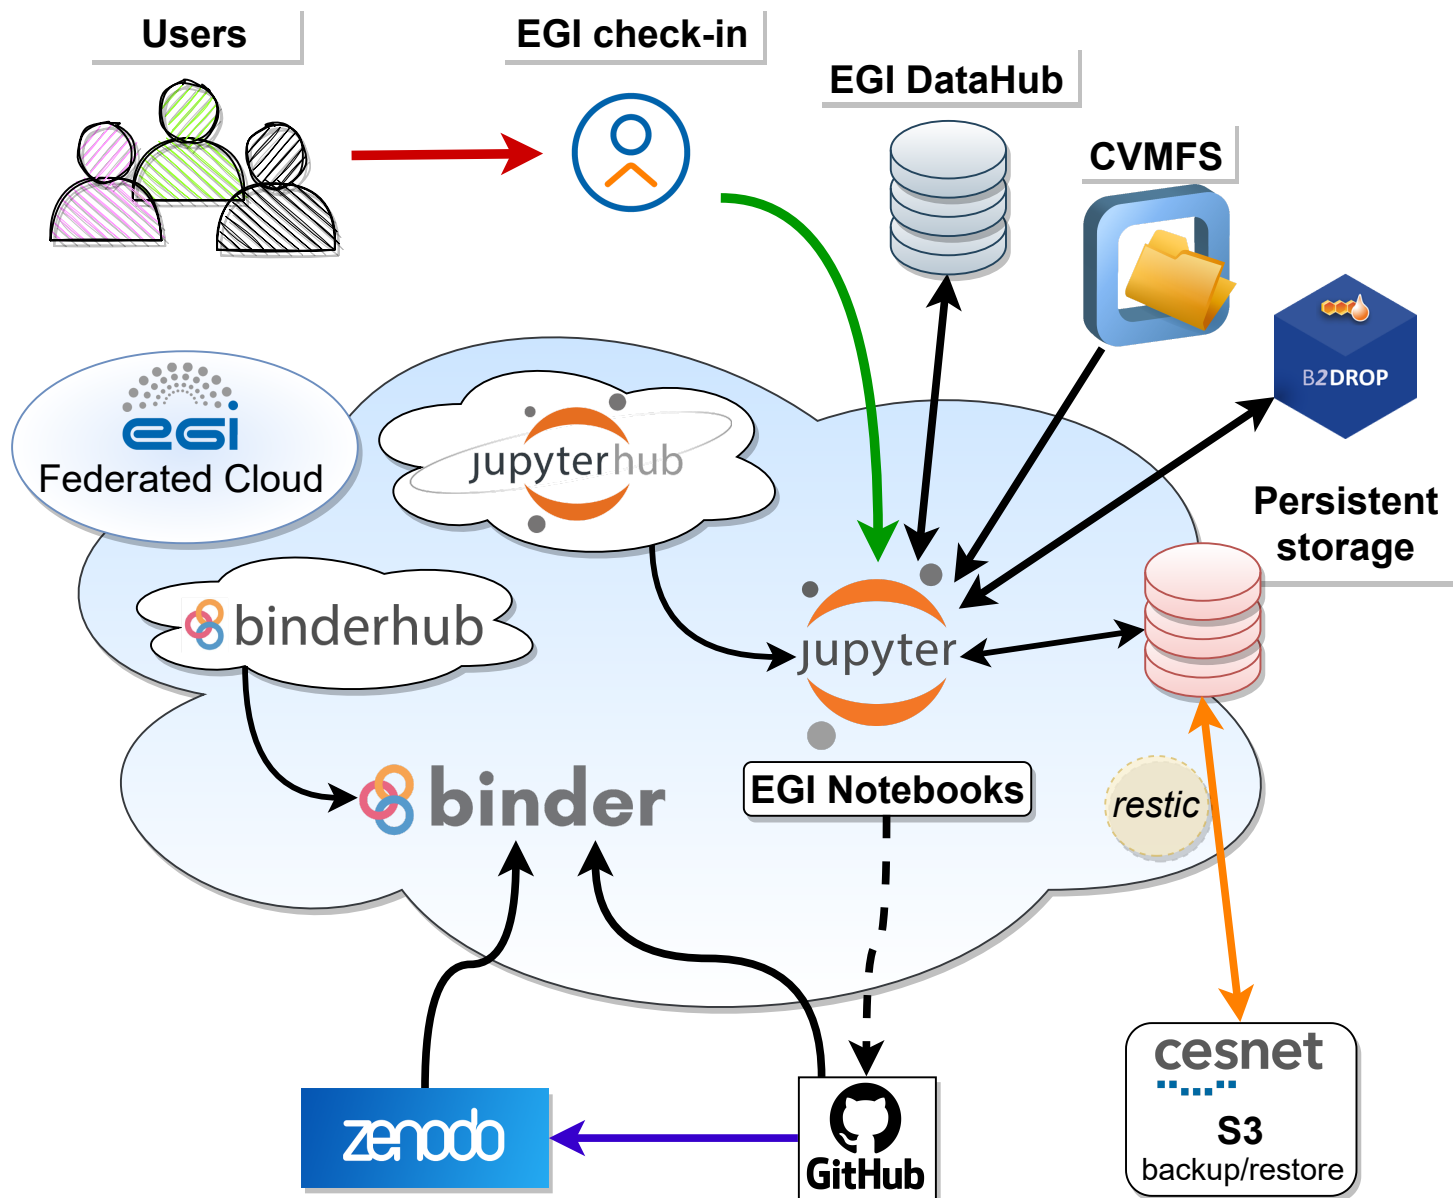 Users
EGI check-in
EGI DataHub
CVMFS
B2DROP
egi
Federated Cloud
jupyterhub
Persistent
storage
binderhub
jupyter
EGI Notebooks
binder
restic
zenodo
GitHub
cesnet
S3
backup/restore